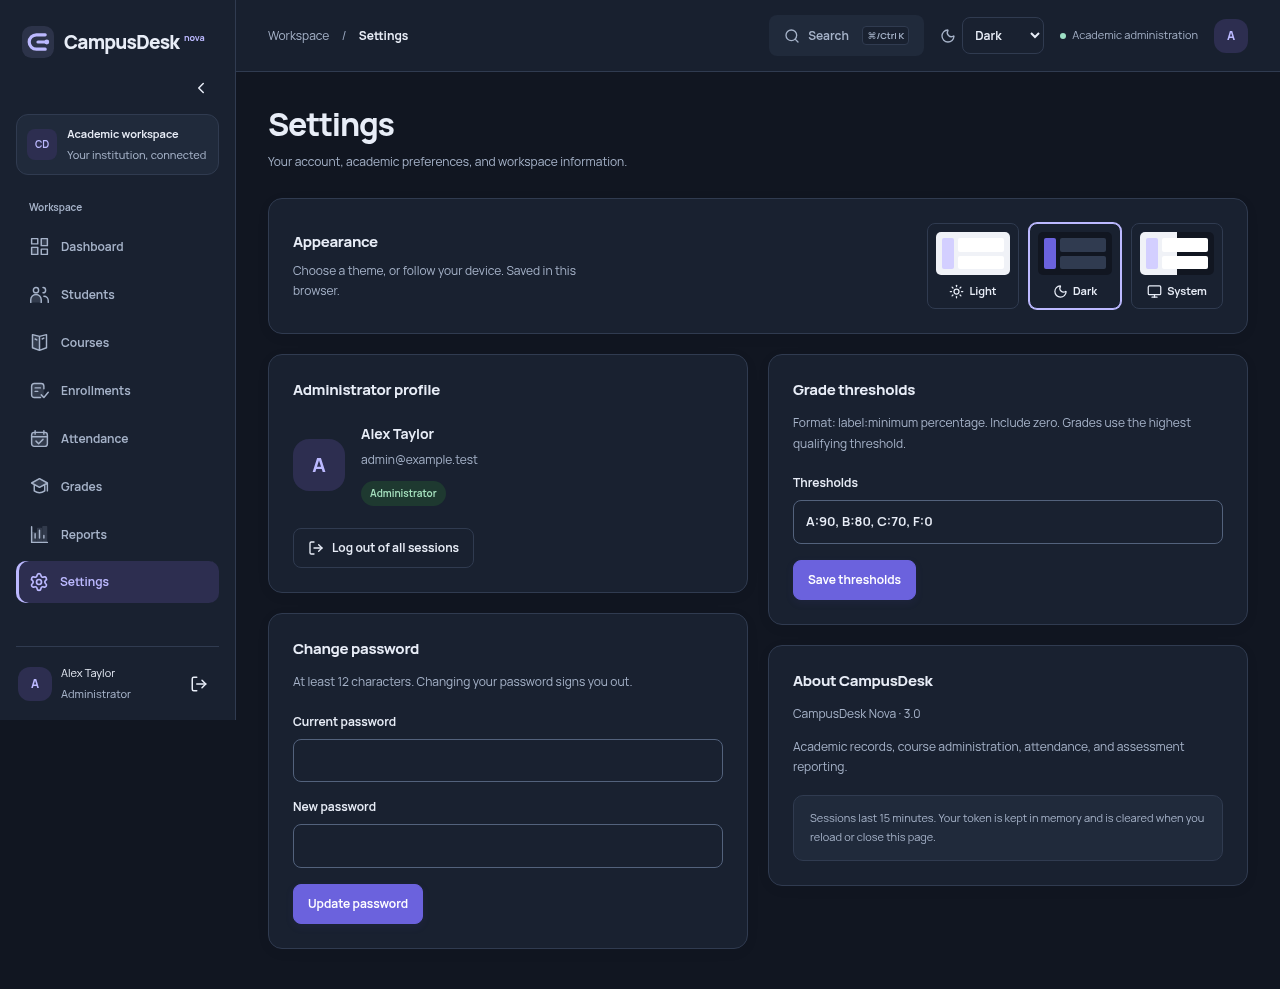 CampusDesk nova
CD
Academic workspace
Your institution, connected
Workspace
Dashboard
Students
Courses
Enrollments
Attendance
Grades
Reports
Settings
A
Alex Taylor
Administrator
Workspace / Settings
Search ⌘/Ctrl K
Dark
Academic administration
A
Settings
Your account, academic preferences, and workspace information.
Appearance
Choose a theme, or follow your device. Saved in this
browser.
Light
Dark
System
Administrator profile
A
Alex Taylor
admin@example.test
Administrator
Log out of all sessions
Change password
At least 12 characters. Changing your password signs you out.
Current password
New password
Update password
Grade thresholds
Format: label:minimum percentage. Include zero. Grades use the highest
qualifying threshold.
Thresholds
A:90, B:80, C:70, F:0
Save thresholds
About CampusDesk
CampusDesk Nova · 3.0
Academic records, course administration, attendance, and assessment
reporting.
Sessions last 15 minutes. Your token is kept in memory and is cleared when you
reload or close this page.